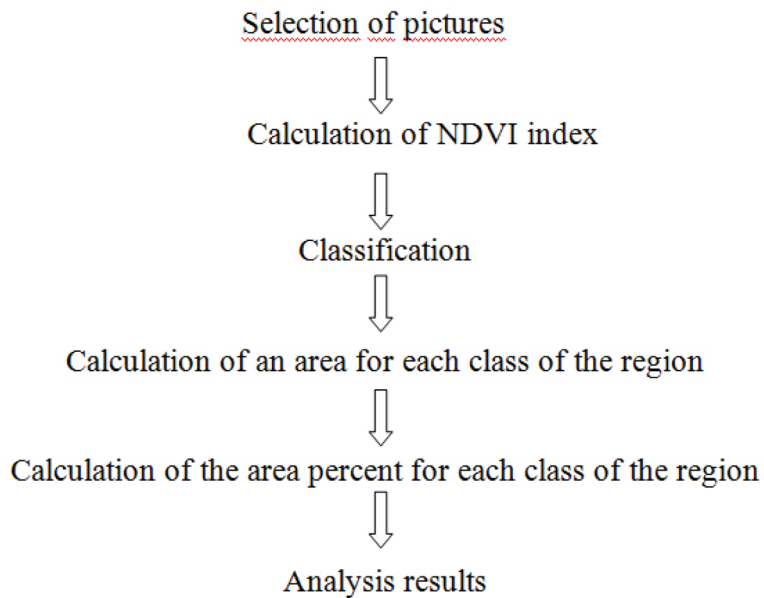 Selection of pictures
Calculation of NDVI index
Classification
Calculation of an area for each class of the region
Calculation of the area percent for each class of the region
Analysis results